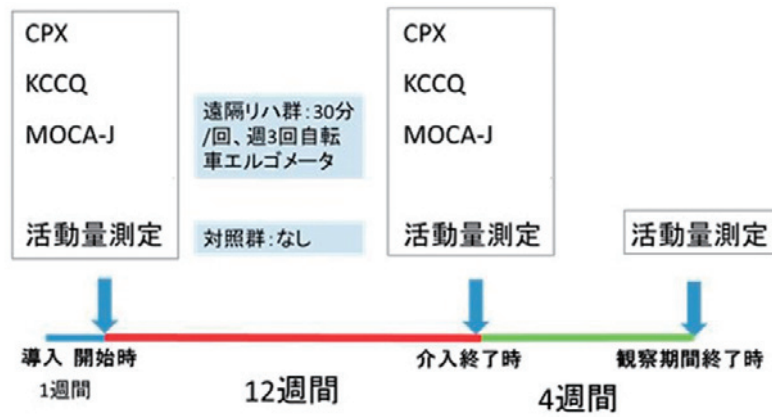 CPX
KCCQ
MOCA-J
活動量測定
遠隔リハ群：30分
/回、週3回自転
車エルゴメータ
対照群：なし
CPX
KCCQ
MOCA-J
活動量測定
活動量測定
導入 開始時
介入終了時
観察期間終了時
1週間
12週間
4週間